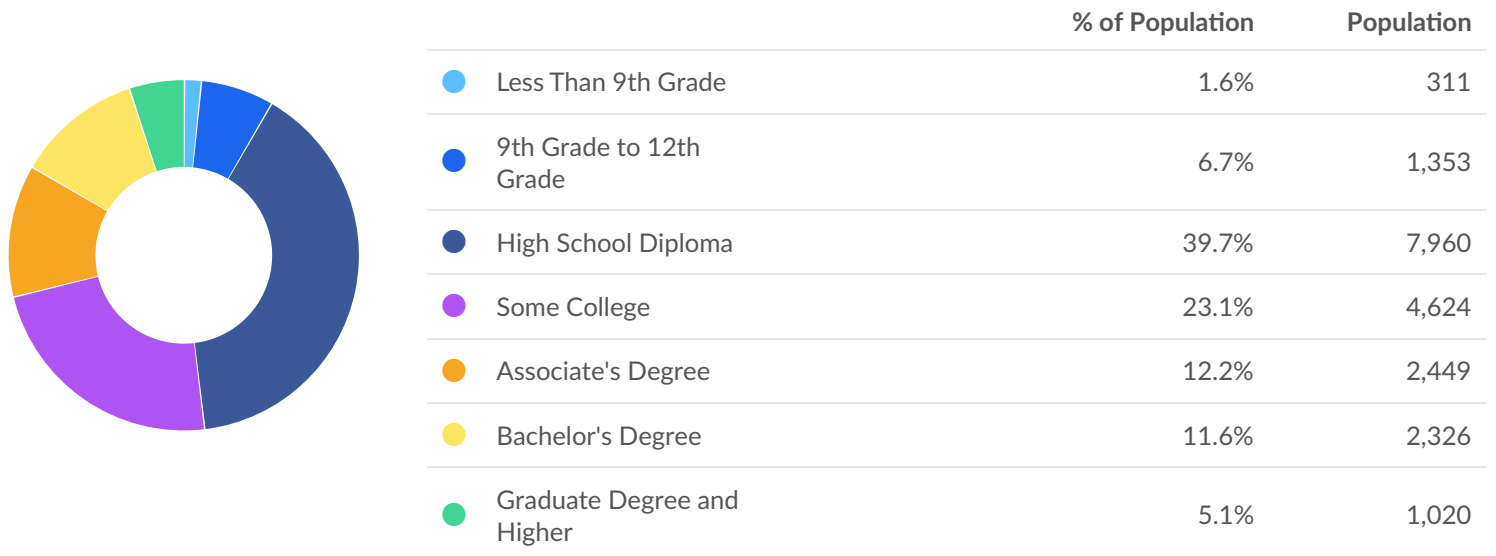 % of Population Population
Less Than 9th Grade 1.6% 311
9th Grade to 12th
Grade 6.7% 1,353
High School Diploma 39.7% 7,960
Some College 23.1% 4,624
Associate's Degree 12.2% 2,449
Bachelor's Degree 11.6% 2,326
Graduate Degree and
Higher 5.1% 1,020